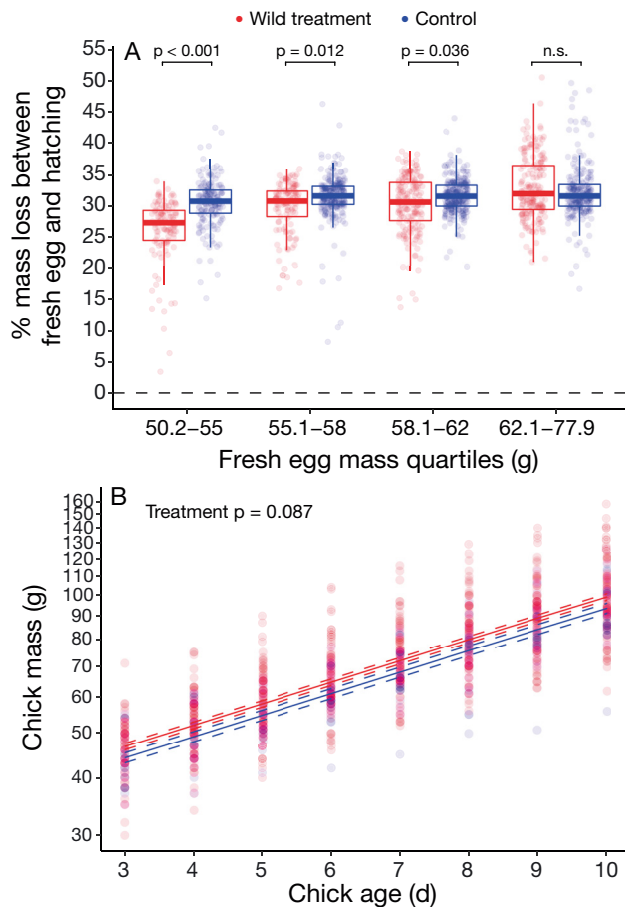 Wild treatment Control
A
p < 0.001 p = 0.012 p = 0.036 n.s.
55
50
45
40
35
30
25
20
15
10
5
0
% mass loss between
fresh egg and hatching
50.2–55 55.1–58 58.1–62 62.1–77.9
Fresh egg mass quartiles (g)
B
Treatment p = 0.087
160
150
140
130
120
110
100
90
80
70
60
50
40
30
Chick mass (g)
3 4 5 6 7 8 9 10
Chick age (d)